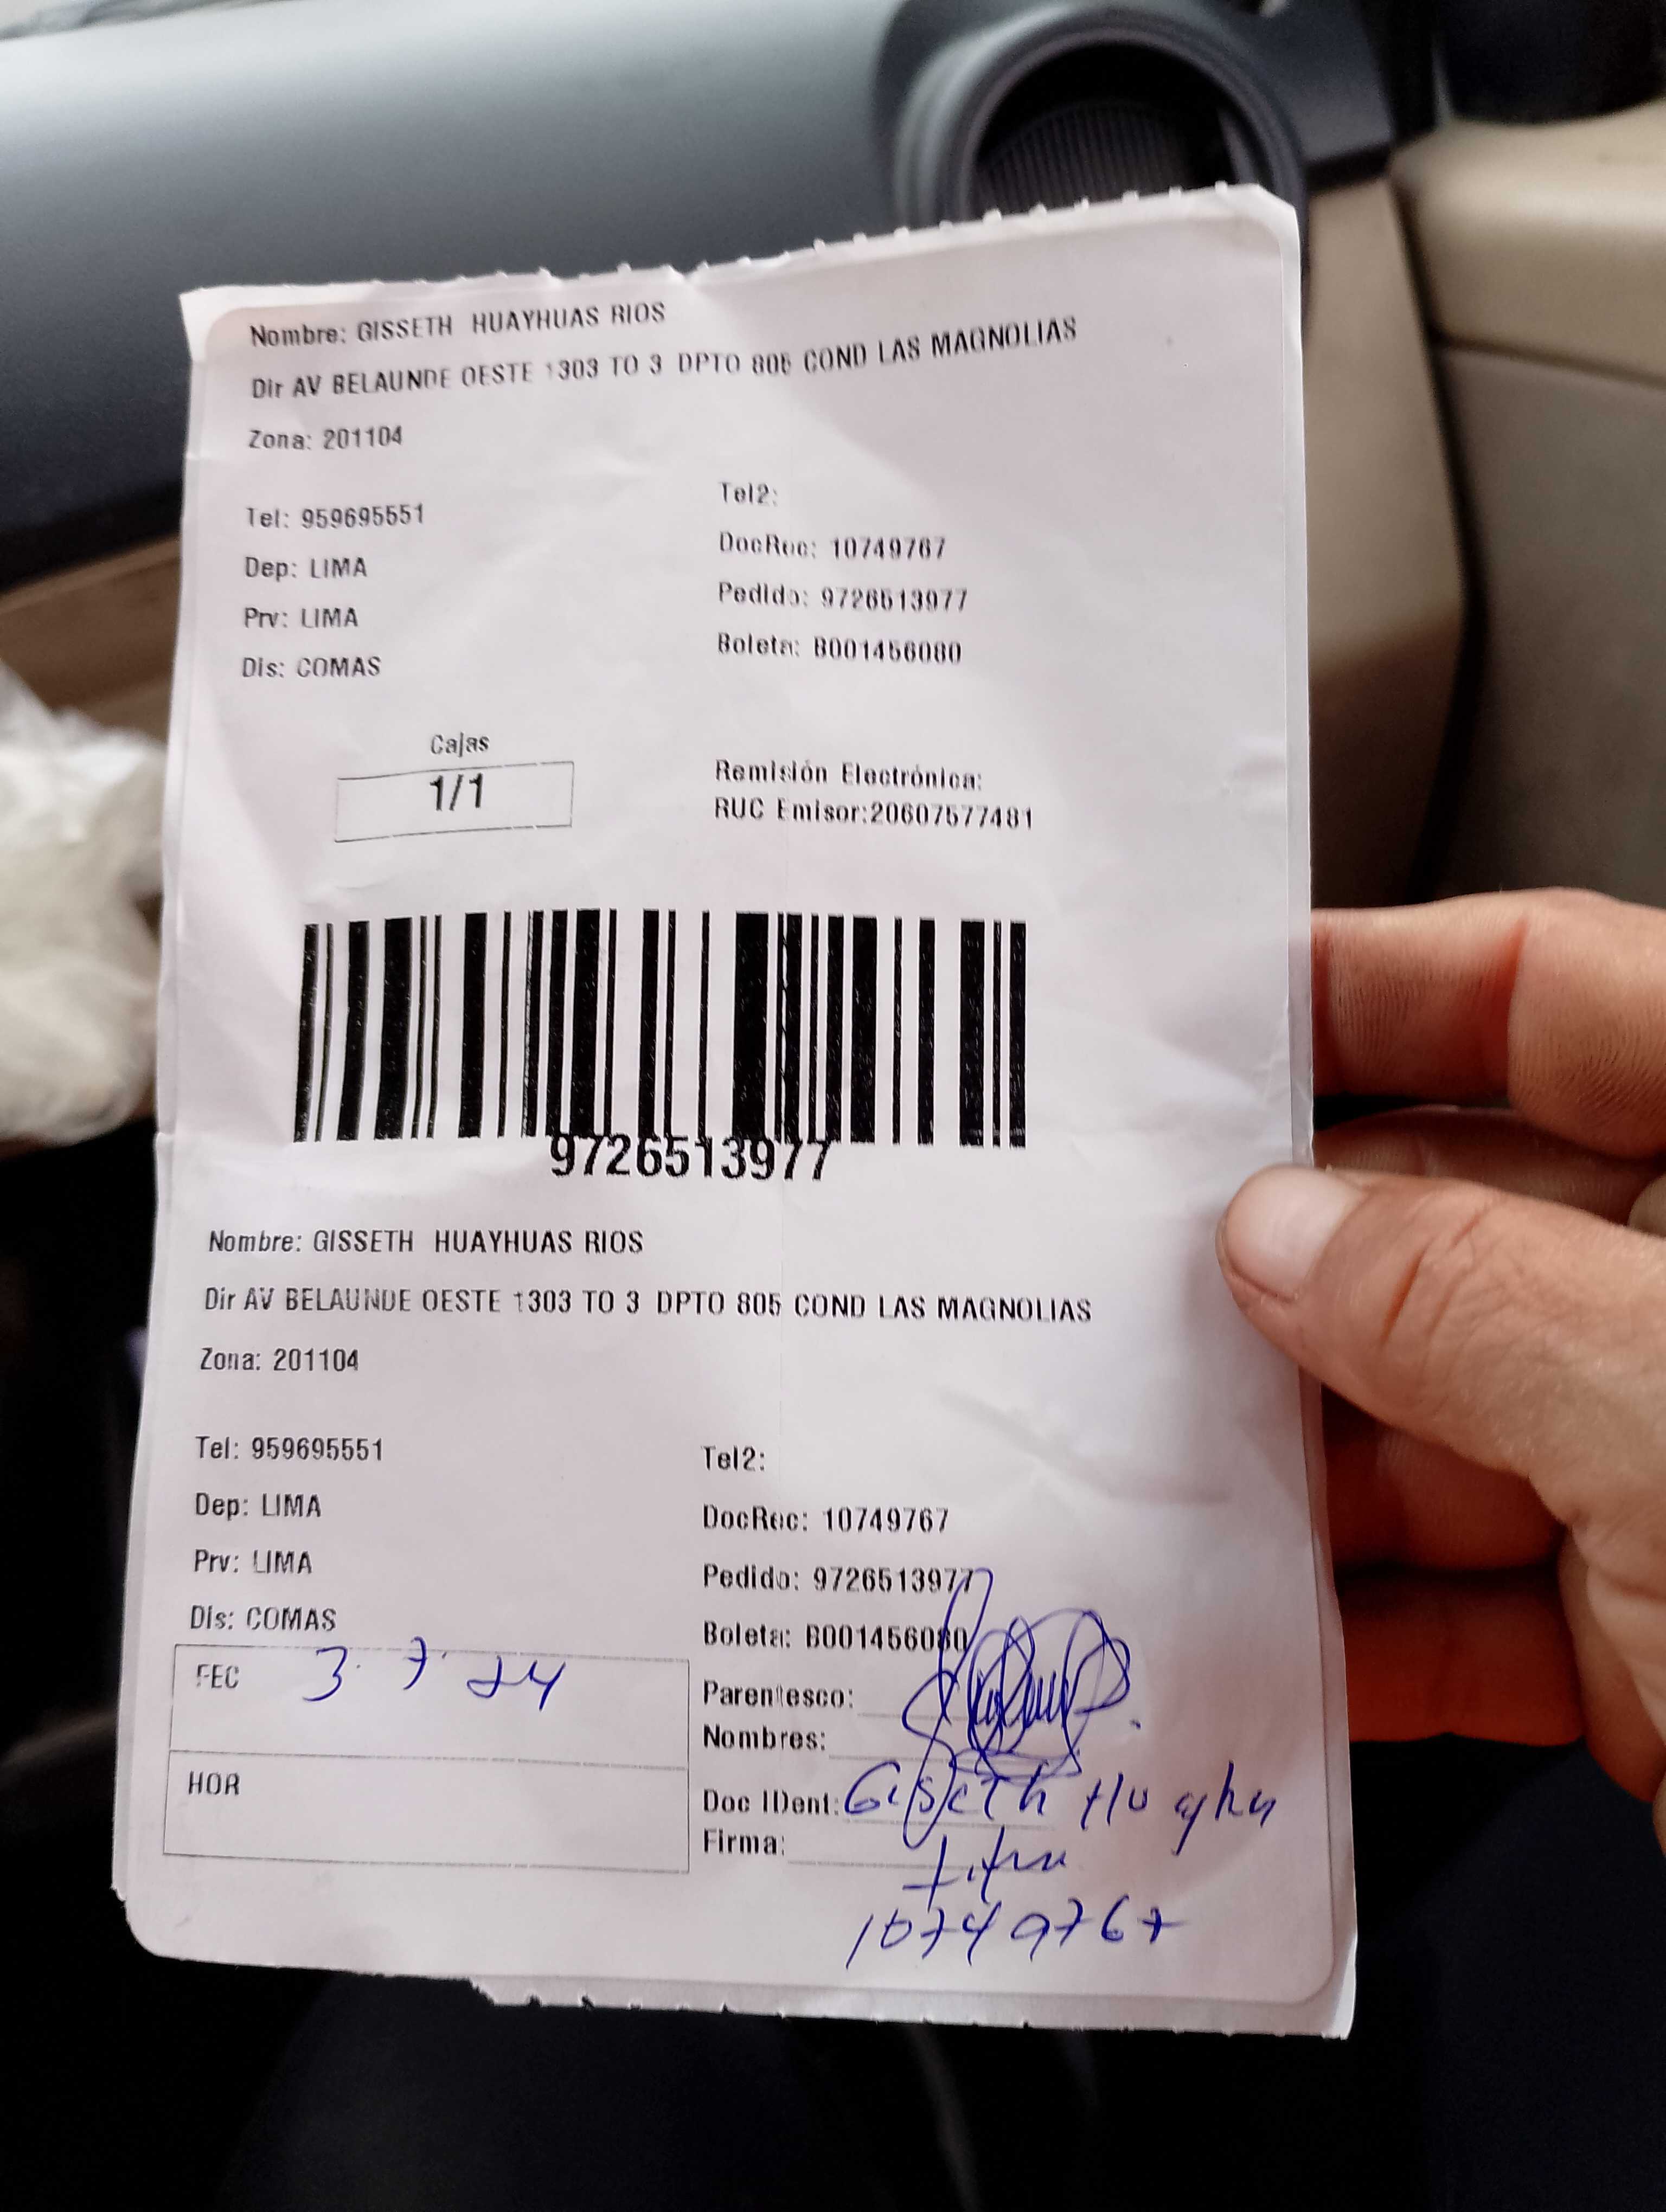 Nombre: GISSETH HUAYHUAS RIOS
Dir AV BELAUNDE OESTE 1303 TO 3 DPTO 805 COND LAS MAGNOLIAS
Zona: 201104
Tel: 959695551
Tel2:
Dep: LIMA
DocRec: 10749767
Prv: LIMA
Pedido: 9726513977
Dis: COMAS
Boleta: B001456080
Cajas
1/1
Remisión Electrónica:
RUC Emisor:20607577481
9726513977
Nombre: GISSETH HUAYHUAS RIOS
Dir AV BELAUNDE OESTE 1303 TO 3 DPTO 805 COND LAS MAGNOLIAS
Zona: 201104
Tel: 959695551
Tel2:
Dep: LIMA
DocRec: 10749767
Prv: LIMA
Pedido: 9726513977
Dis: COMAS
Boleta: B001456080
FEC 3 7 24
Parentesco:
Nombres:
HOR
Doc IDent: Gisseth
Firma:
10749767